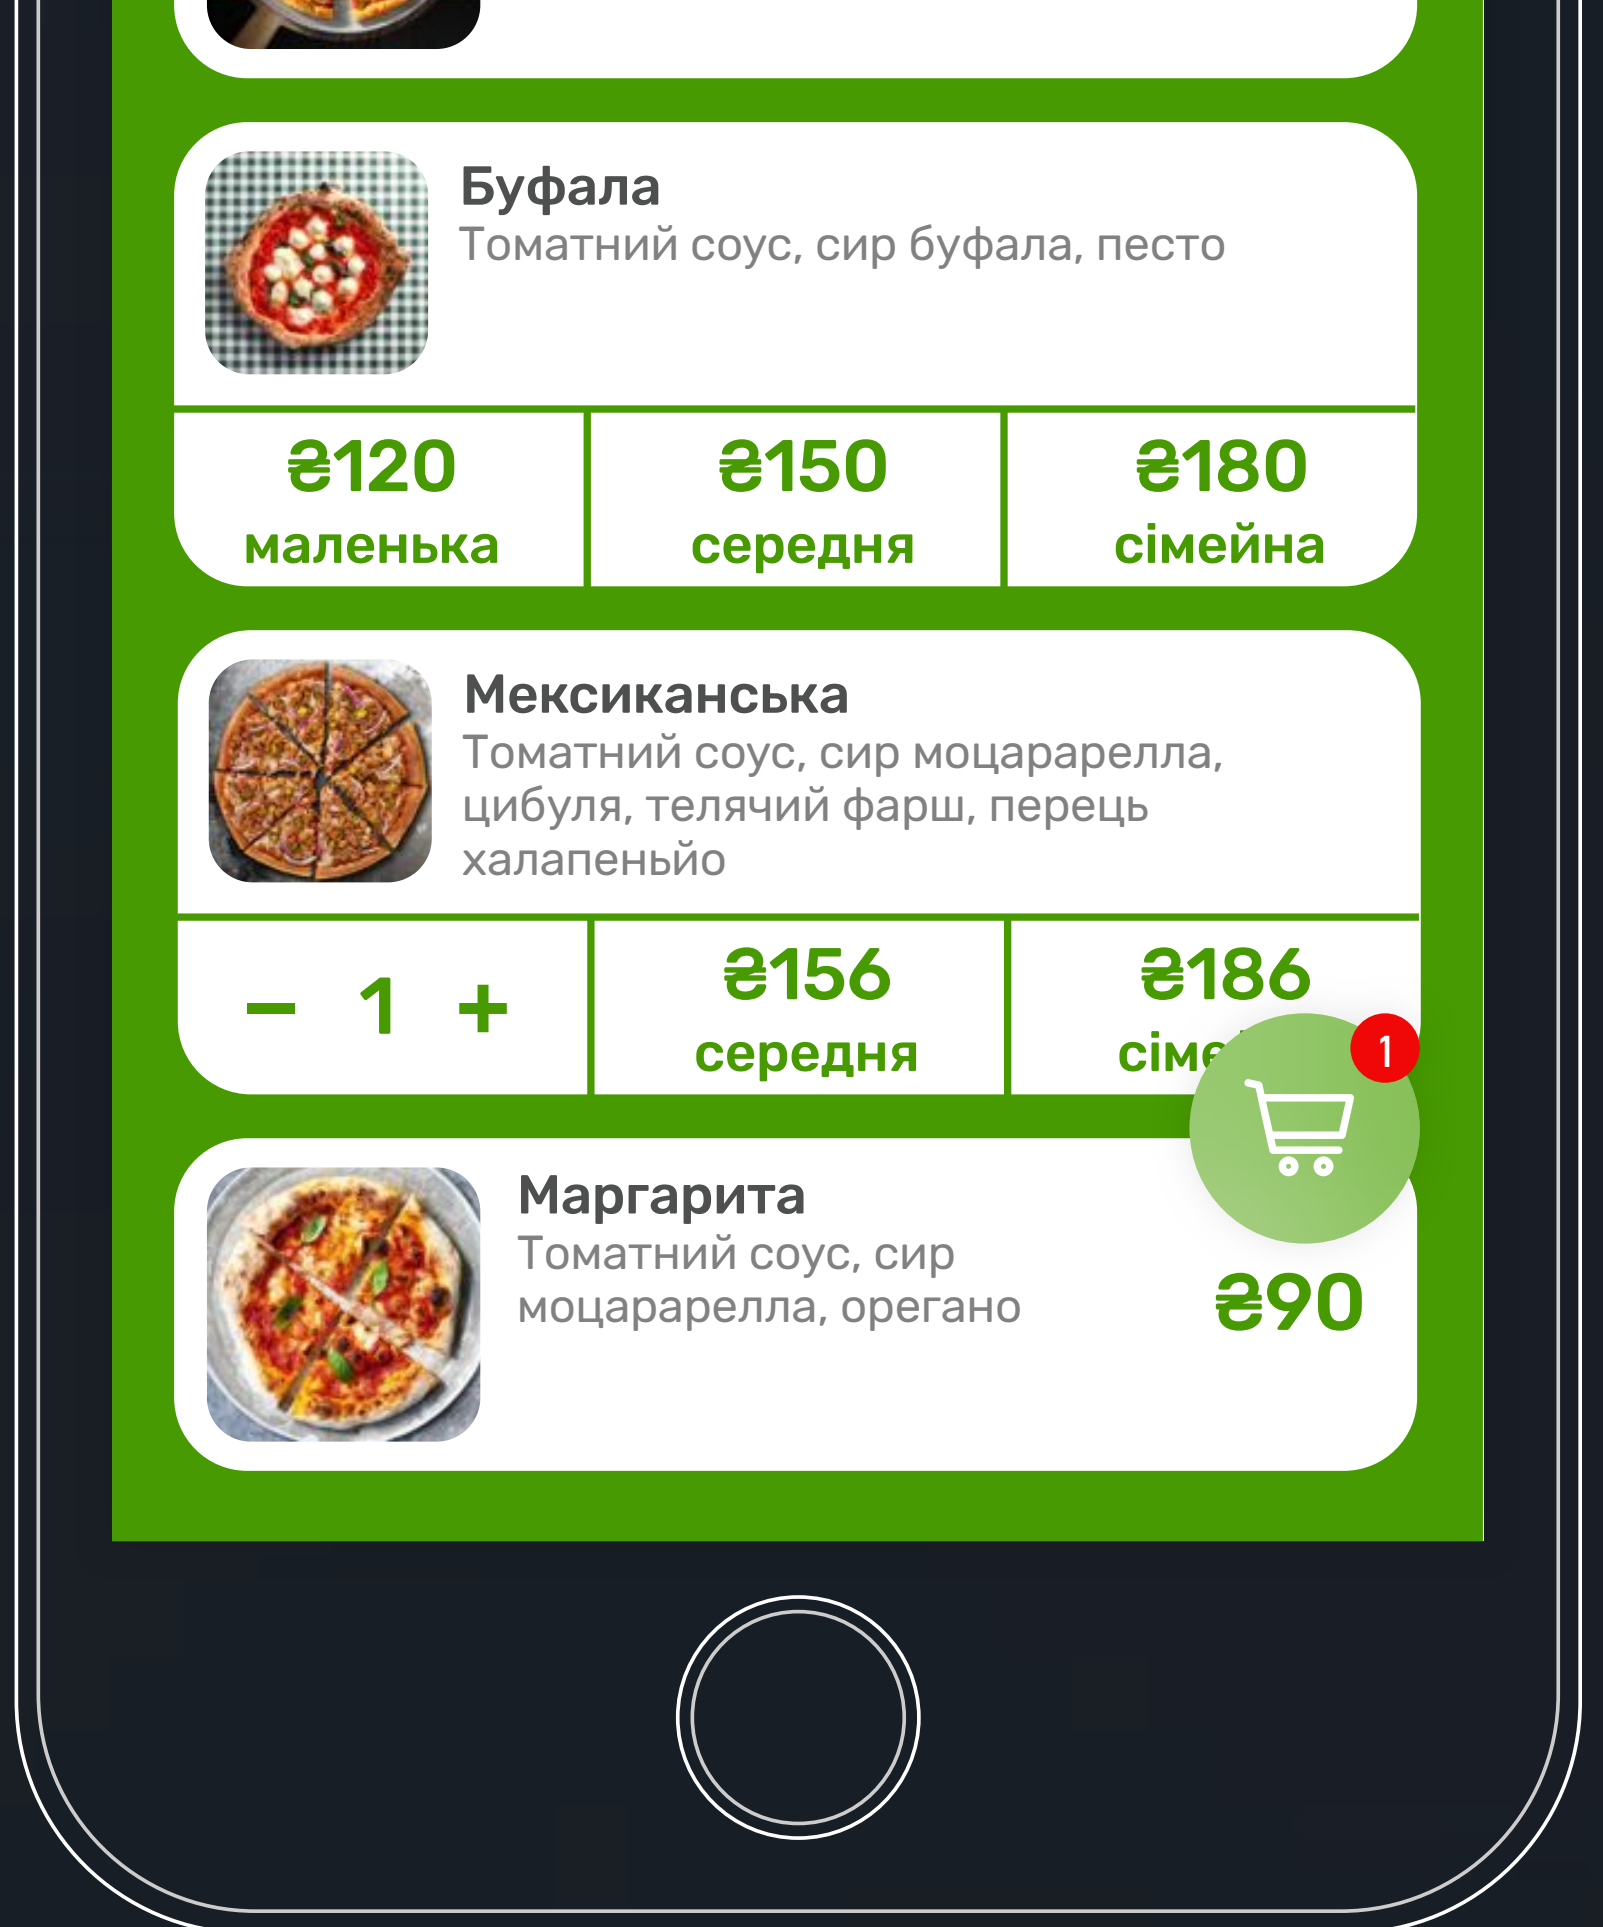 Буфала
Томатний соус, сир буфала, песто
₴120 ₴150 ₴180
маленька середня сімейна
Мексиканська
Томатний соус, сир моцарарелла,
цибуля, телячий фарш, перець
халапеньйо
− 1 + ₴156 ₴186
середня
1
Маргарита
Томатний соус, сир
моцарарелла, орегано
₴90